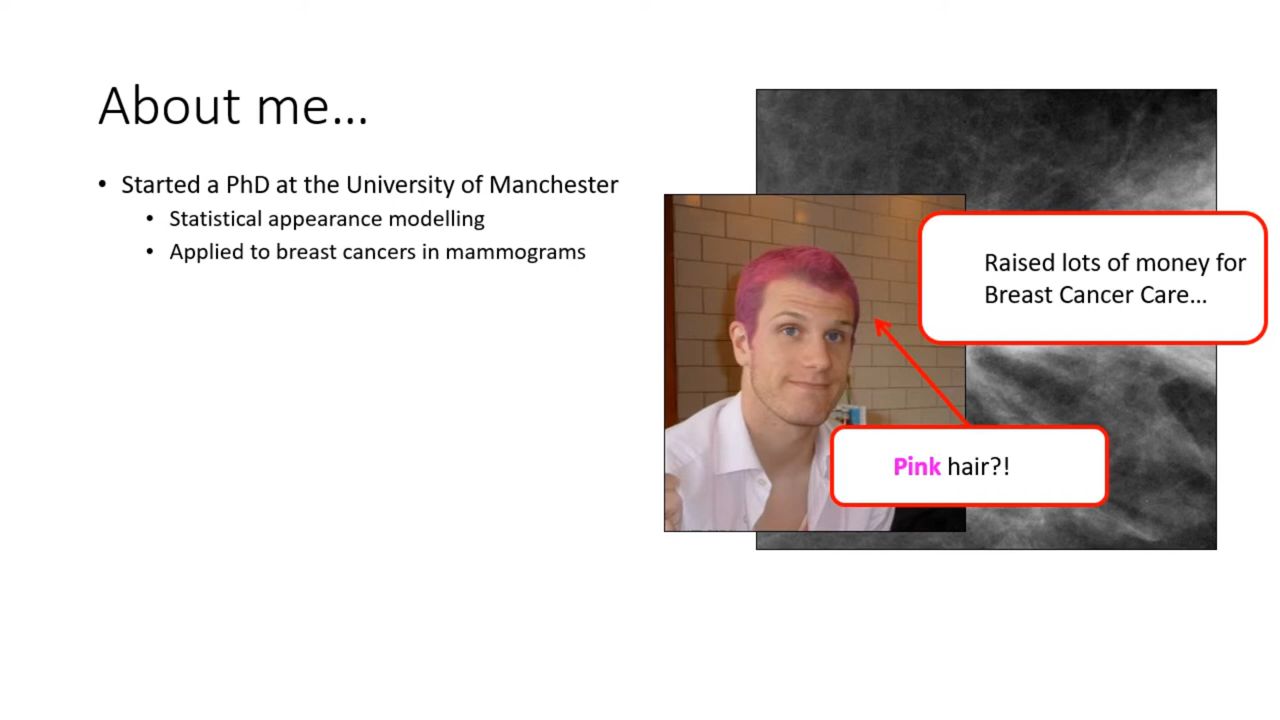 About me...
• Started a PhD at the University of Manchester
• Statistical appearance modelling
• Applied to breast cancers in mammograms
Raised lots of money for
Breast Cancer Care...
Pink hair?!